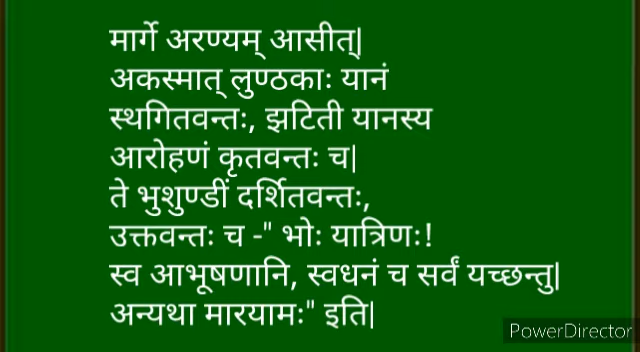 मार्गे अरण्यम् आसीत्|
अकस्मात् लुण्ठकाः यानं
स्थगितवन्तः, झटिती यानस्य
आरोहणं कृतवन्तः च|
ते भुशुण्डीं दर्शितवन्तः,
उक्तवन्तः च -" भोः यात्रिणः!
स्व आभूषणानि, स्वधनं च सर्वं यच्छन्तु|
अन्यथा मारयामः" इति|
PowerDirector